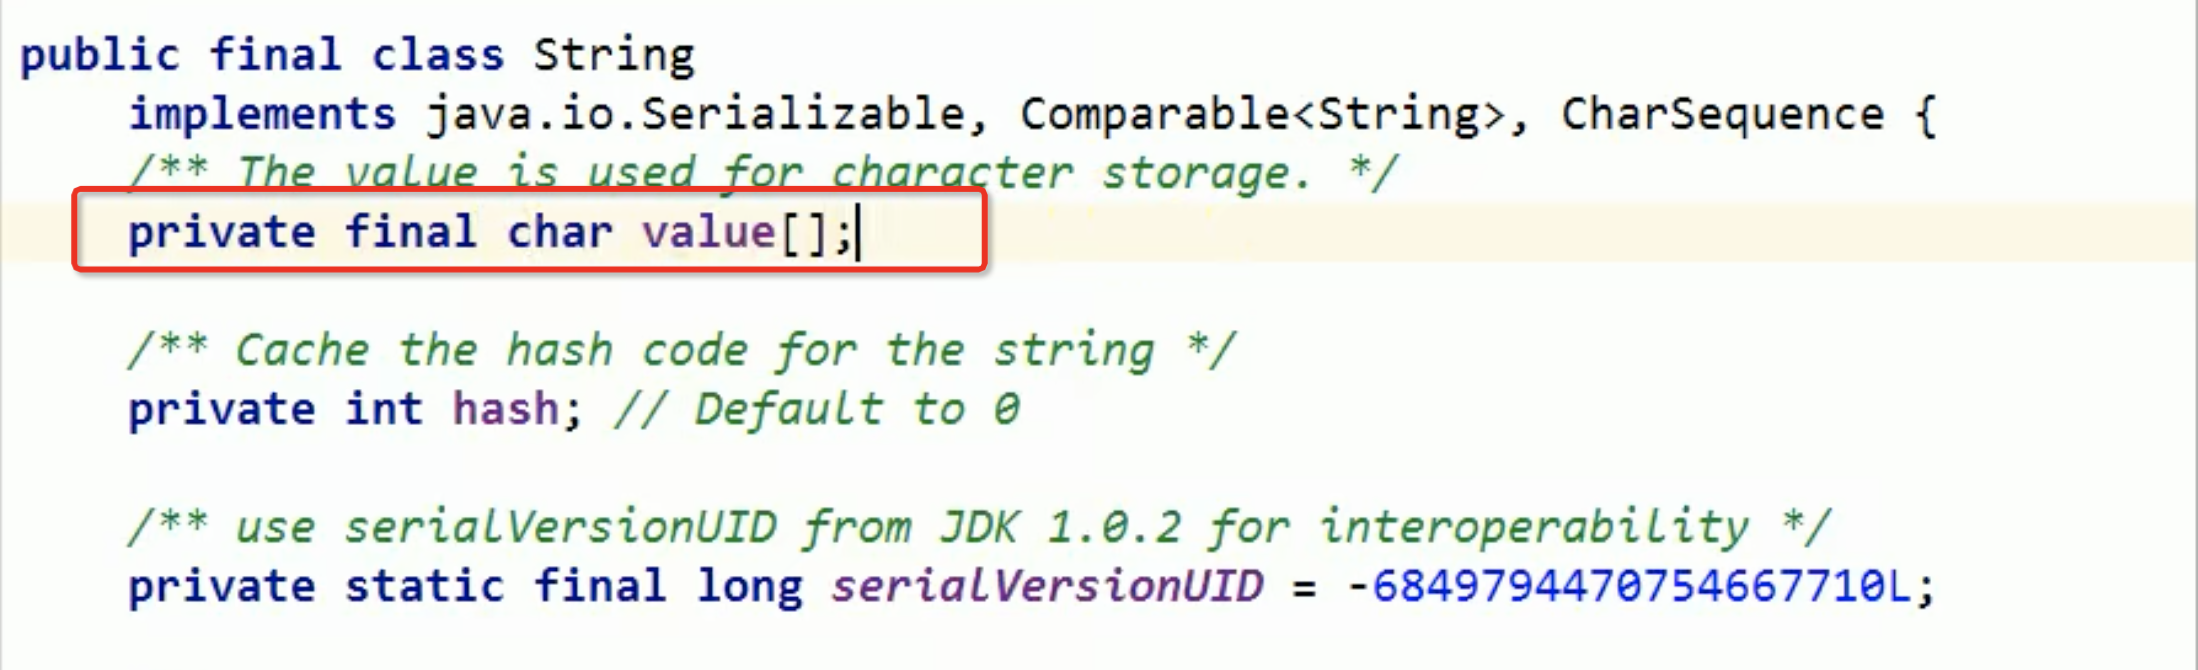 public final class String
    implements java.io.Serializable, Comparable<String>, CharSequence {
    /** The value is used for character storage. */
    private final char value[];
    /** Cache the hash code for the string */
    private int hash; // Default to 0
    /** use serialVersionUID from JDK 1.0.2 for interoperability */
    private static final long serialVersionUID = -6849794470754667710L;